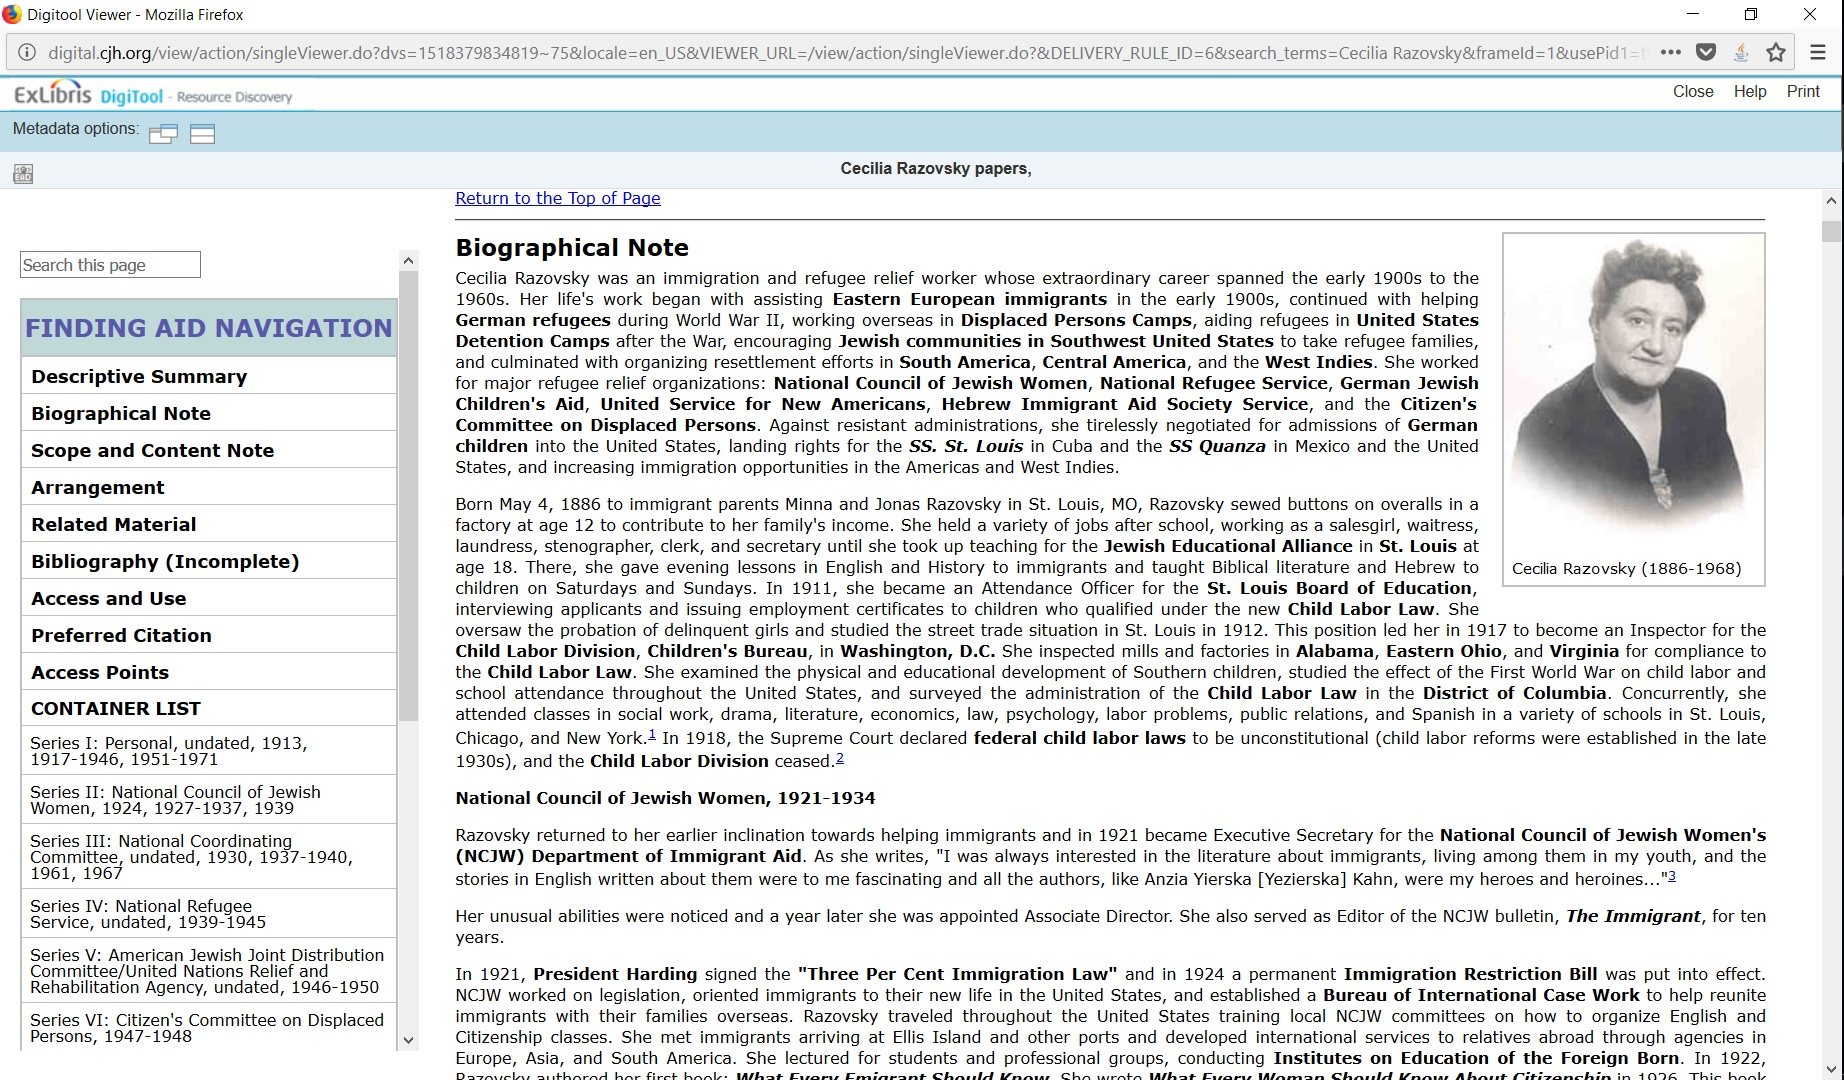 Digitool Viewer - Mozilla Firefox
digital.cjh.org/view/action/singleViewer.do?dvs=1518379834819~75&locale=en_US&VIEWER_URL=/view/action/singleViewer.do?&DELIVERY_RULE_ID=6&search_terms=Cecilia Razovsky&frameId=1&usePid1=
ExLibris DigiTool - Resource Discovery
Close Help Print
Metadata options:
EAD
Cecilia Razovsky papers,
Search this page
FINDING AID NAVIGATION
Descriptive Summary
Biographical Note
Scope and Content Note
Arrangement
Related Material
Bibliography (Incomplete)
Access and Use
Preferred Citation
Access Points
CONTAINER LIST
Series I: Personal, undated, 1913,
1917-1946, 1951-1971
Series II: National Council of Jewish
Women, 1924, 1927-1937, 1939
Series III: National Coordinating
Committee, undated, 1930, 1937-1940,
1961, 1967
Series IV: National Refugee
Service, undated, 1939-1945
Series V: American Jewish Joint Distribution
Committee/United Nations Relief and
Rehabilitation Agency, undated, 1946-1950
Series VI: Citizen's Committee on Displaced
Persons, 1947-1948
Return to the Top of Page
Biographical Note
Cecilia Razovsky was an immigration and refugee relief worker whose extraordinary career spanned the early 1900s to the
1960s. Her life's work began with assisting Eastern European immigrants in the early 1900s, continued with helping
German refugees during World War II, working overseas in Displaced Persons Camps, aiding refugees in United States
Detention Camps after the War, encouraging Jewish communities in Southwest United States to take refugee families,
and culminated with organizing resettlement efforts in South America, Central America, and the West Indies. She worked
for major refugee relief organizations: National Council of Jewish Women, National Refugee Service, German Jewish
Children's Aid, United Service for New Americans, Hebrew Immigrant Aid Society Service, and the Citizen's
Committee on Displaced Persons. Against resistant administrations, she tirelessly negotiated for admissions of German
children into the United States, landing rights for the SS. St. Louis in Cuba and the SS Quanza in Mexico and the United
States, and increasing immigration opportunities in the Americas and West Indies.
Cecilia Razovsky (1886-1968)
Born May 4, 1886 to immigrant parents Minna and Jonas Razovsky in St. Louis, MO, Razovsky sewed buttons on overalls in a
factory at age 12 to contribute to her family's income. She held a variety of jobs after school, working as a salesgirl, waitress,
laundress, stenographer, clerk, and secretary until she took up teaching for the Jewish Educational Alliance in St. Louis at
age 18. There, she gave evening lessons in English and History to immigrants and taught Biblical literature and Hebrew to
children on Saturdays and Sundays. In 1911, she became an Attendance Officer for the St. Louis Board of Education,
interviewing applicants and issuing employment certificates to children who qualified under the new Child Labor Law. She
oversaw the probation of delinquent girls and studied the street trade situation in St. Louis in 1912. This position led her in 1917 to become an Inspector for the
Child Labor Division, Children's Bureau, in Washington, D.C. She inspected mills and factories in Alabama, Eastern Ohio, and Virginia for compliance to
the Child Labor Law. She examined the physical and educational development of Southern children, studied the effect of the First World War on child labor and
school attendance throughout the United States, and surveyed the administration of the Child Labor Law in the District of Columbia. Concurrently, she
attended classes in social work, drama, literature, economics, law, psychology, labor problems, public relations, and Spanish in a variety of schools in St. Louis,
Chicago, and New York.1 In 1918, the Supreme Court declared federal child labor laws to be unconstitutional (child labor reforms were established in the late
1930s), and the Child Labor Division ceased.2
National Council of Jewish Women, 1921-1934
Razovsky returned to her earlier inclination towards helping immigrants and in 1921 became Executive Secretary for the National Council of Jewish Women's
(NCJW) Department of Immigrant Aid. As she writes, "I was always interested in the literature about immigrants, living among them in my youth, and the
stories in English written about them were to me fascinating and all the authors, like Anzia Yierska [Yezierska] Kahn, were my heroes and heroines..."3
Her unusual abilities were noticed and a year later she was appointed Associate Director. She also served as Editor of the NCJW bulletin, The Immigrant, for ten
years.
In 1921, President Harding signed the "Three Per Cent Immigration Law" and in 1924 a permanent Immigration Restriction Bill was put into effect.
NCJW worked on legislation, oriented immigrants to their new life in the United States, and established a Bureau of International Case Work to help reunite
immigrants with their families overseas. Razovsky traveled throughout the United States training local NCJW committees on how to organize English and
Citizenship classes. She met immigrants arriving at Ellis Island and other ports and developed international services to relatives abroad through agencies in
Europe, Asia, and South America. She lectured for students and professional groups, conducting Institutes on Education of the Foreign Born. In 1922,
Razovsky authored her first book: What Every Emigrant Should Know. She wrote What Every Woman Should Know About Citizenship in 1926. This book